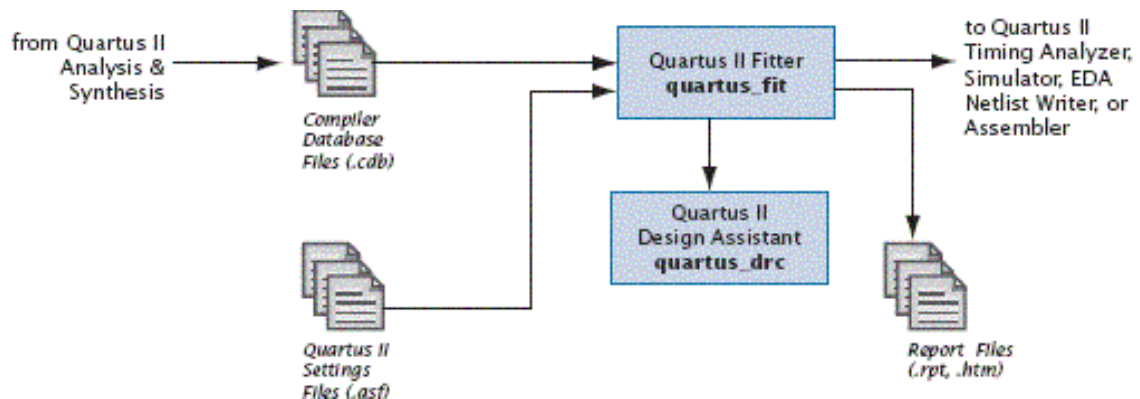 from Quartus II
Analysis &
Synthesis
Compiler
Database
Files (.cdb)
Quartus II Fitter
quartus_fit
to Quartus II
Timing Analyzer,
Simulator, EDA
Netlist Writer, or
Assembler
Quartus II
Design Assistant
quartus_drc
Quartus II
Settings
Files (.qsf)
Report Files
(.rpt, .htm)